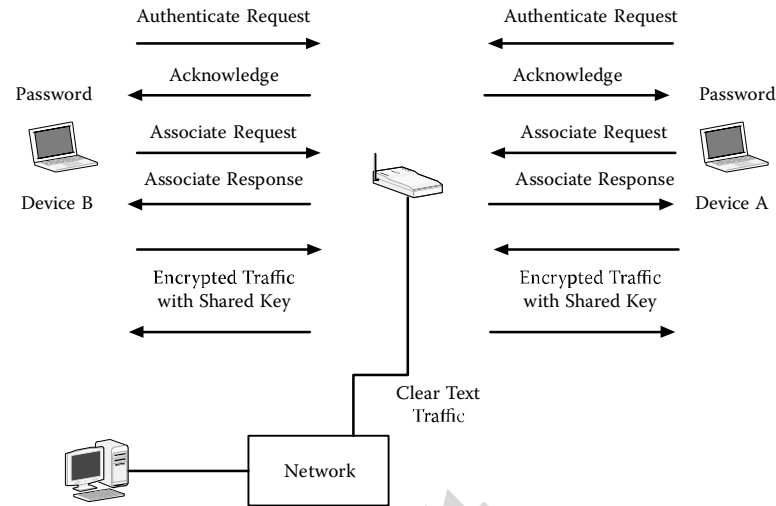 Authenticate Request
Authenticate Request
Acknowledge
Acknowledge
Password
Password
Associate Request
Associate Request
Associate Response
Associate Response
Device B
Device A
Encrypted Traffic
with Shared Key
Encrypted Traffic
with Shared Key
Clear Text
Traffic
Network